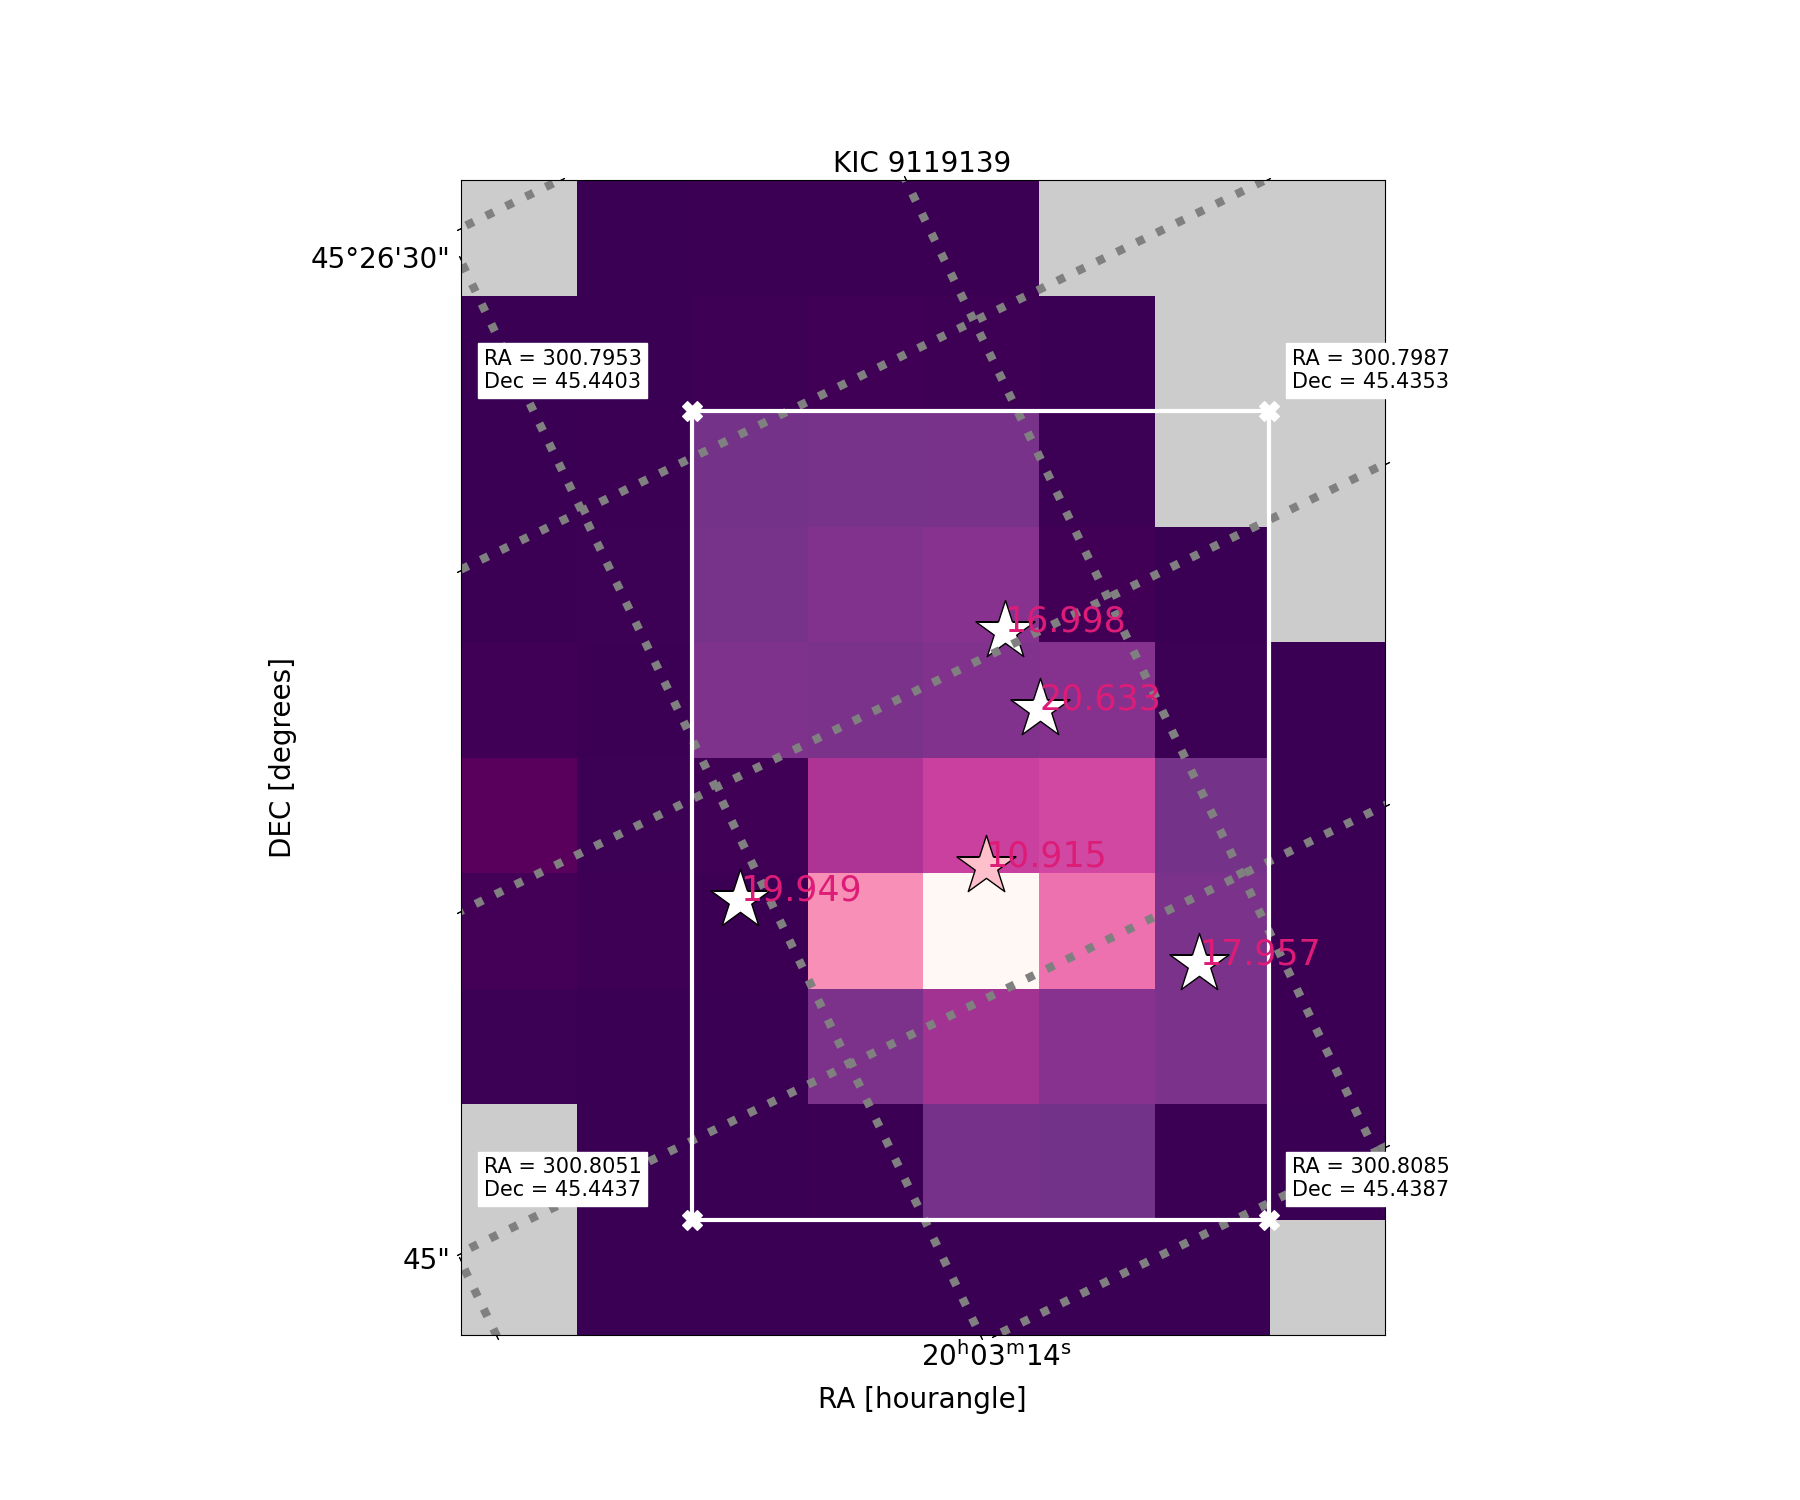 KIC 9119139
45°26'30"
RA = 300.7953
Dec = 45.4403
RA = 300.7987
Dec = 45.4353
16.998
20.633
DEC [degrees]
10.915
19.949
17.957
RA = 300.8051
Dec = 45.4437
RA = 300.8085
Dec = 45.4387
45"
20h03m14s
RA [hourangle]